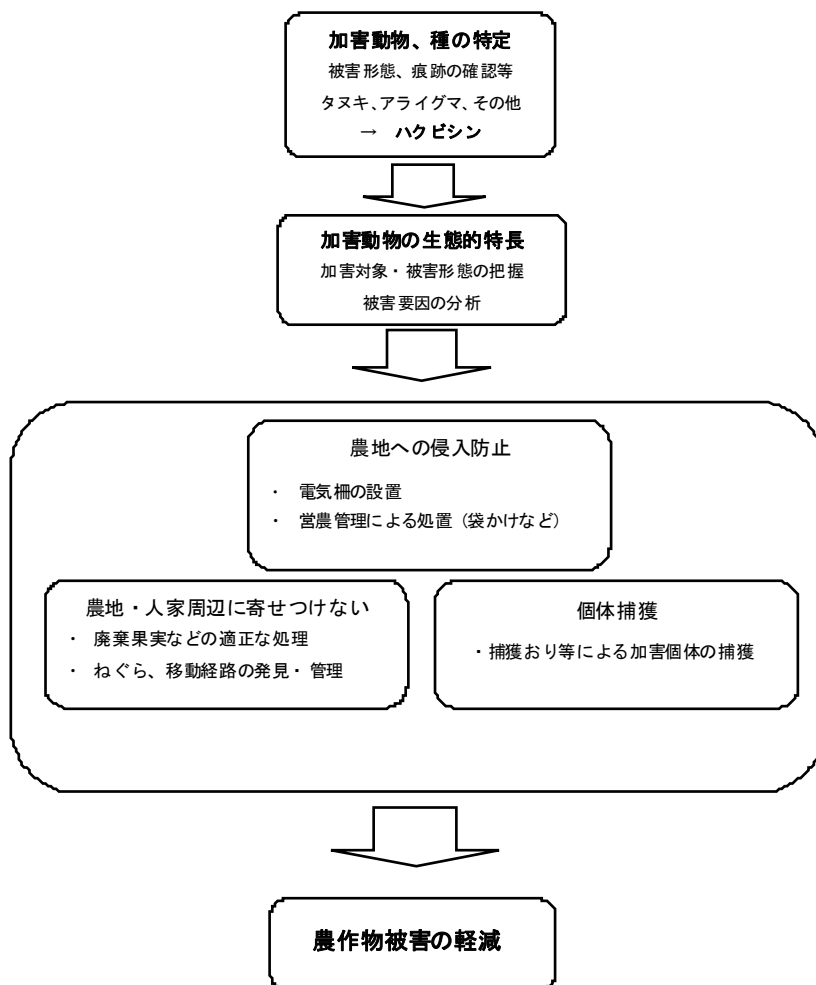 加害動物、種の特定
被害形態、痕跡の確認等
タヌキ、アライグマ、その他
→ ハクビシン
加害動物の生態的特長
加害対象・被害形態の把握
被害要因の分析
農地への侵入防止
・ 電気柵の設置
・ 営農管理による処置（袋かけなど）
農地・人家周辺に寄せつけない
・ 廃棄果実などの適正な処理
・ ねぐら、移動経路の発見・管理
個体捕獲
・捕獲おり等による加害個体の捕獲
農作物被害の軽減